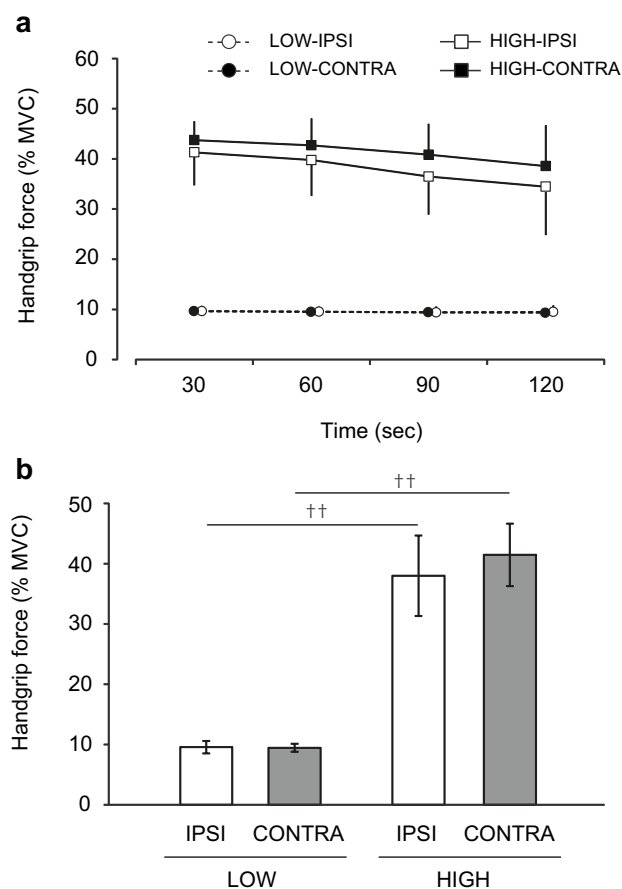 a
LOW-IPSI HIGH-IPSI
LOW-CONTRA HIGH-CONTRA
Handgrip force (% MVC)
60
50
40
30
20
10
0
30 60 90 120
Time (sec)
b
Handgrip force (% MVC)
50
40
30
20
10
0
††
††
IPSI CONTRA IPSI CONTRA
LOW HIGH